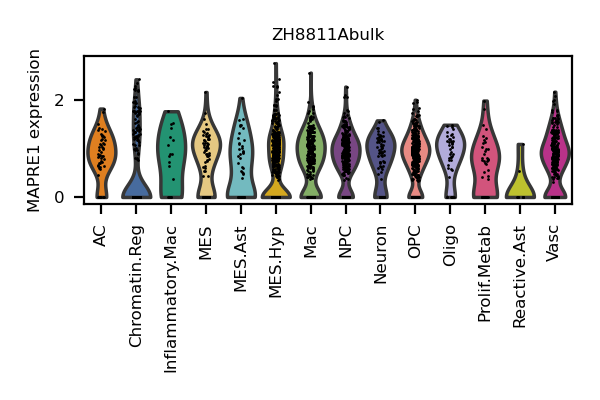 ZH8811Abulk
MAPRE1 expression
2
0
AC
Chromatin.Reg
Inflammatory.Mac
MES
MES.Ast
MES.Hyp
Mac
NPC
Neuron
OPC
Oligo
Prolif.Metab
Reactive.Ast
Vasc